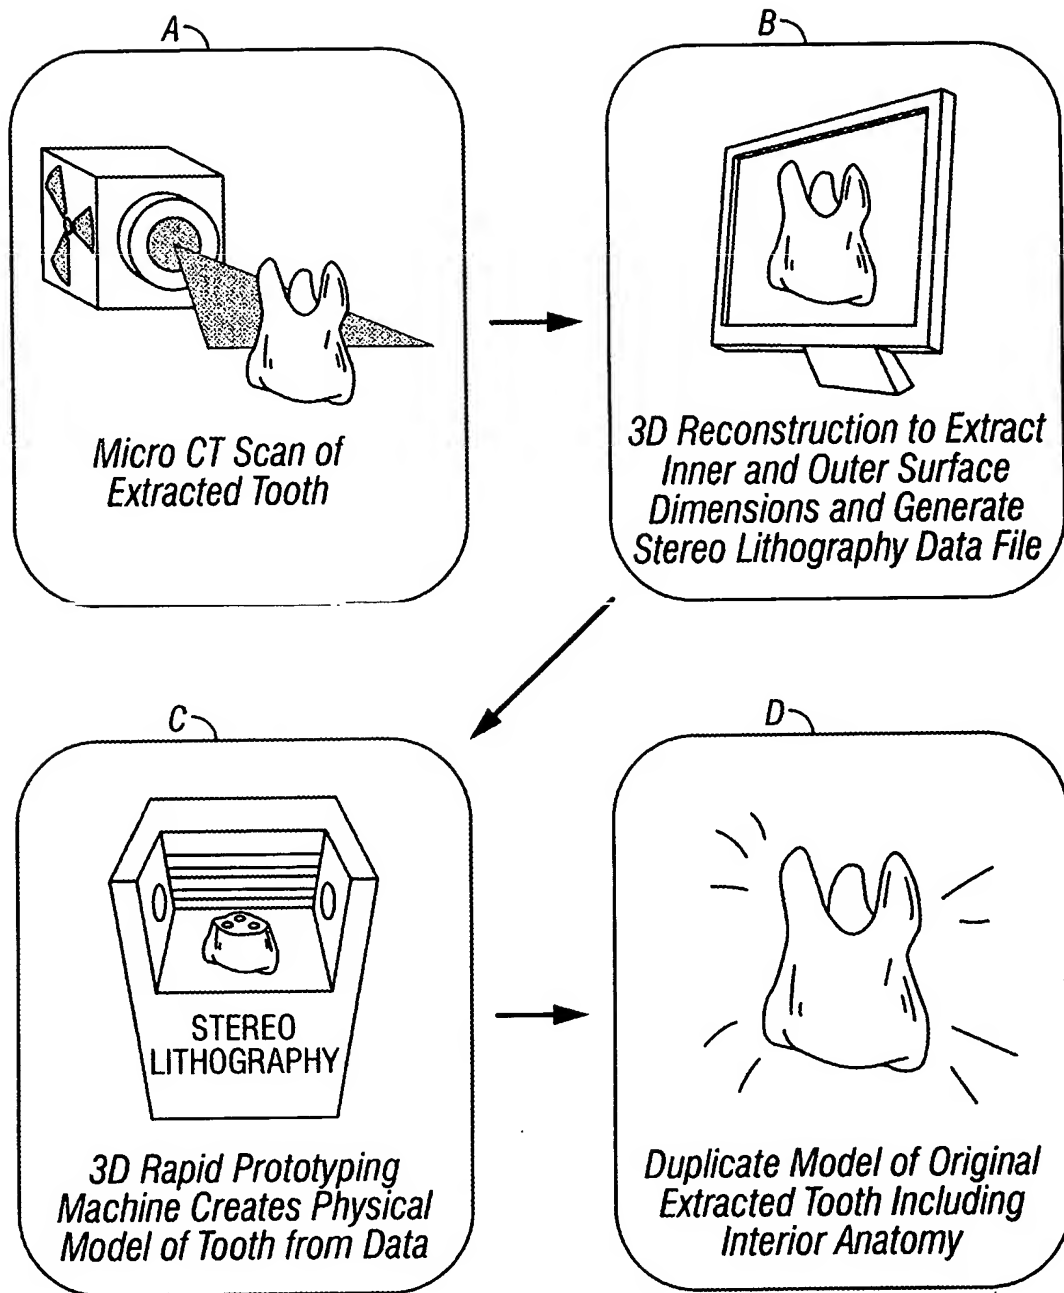 A
Micro CT Scan of
Extracted Tooth
B
3D Reconstruction to Extract
Inner and Outer Surface
Dimensions and Generate
Stereo Lithography Data File
C
STEREO
LITHOGRAPHY
3D Rapid Prototyping
Machine Creates Physical
Model of Tooth from Data
D
Duplicate Model of Original
Extracted Tooth Including
Interior Anatomy